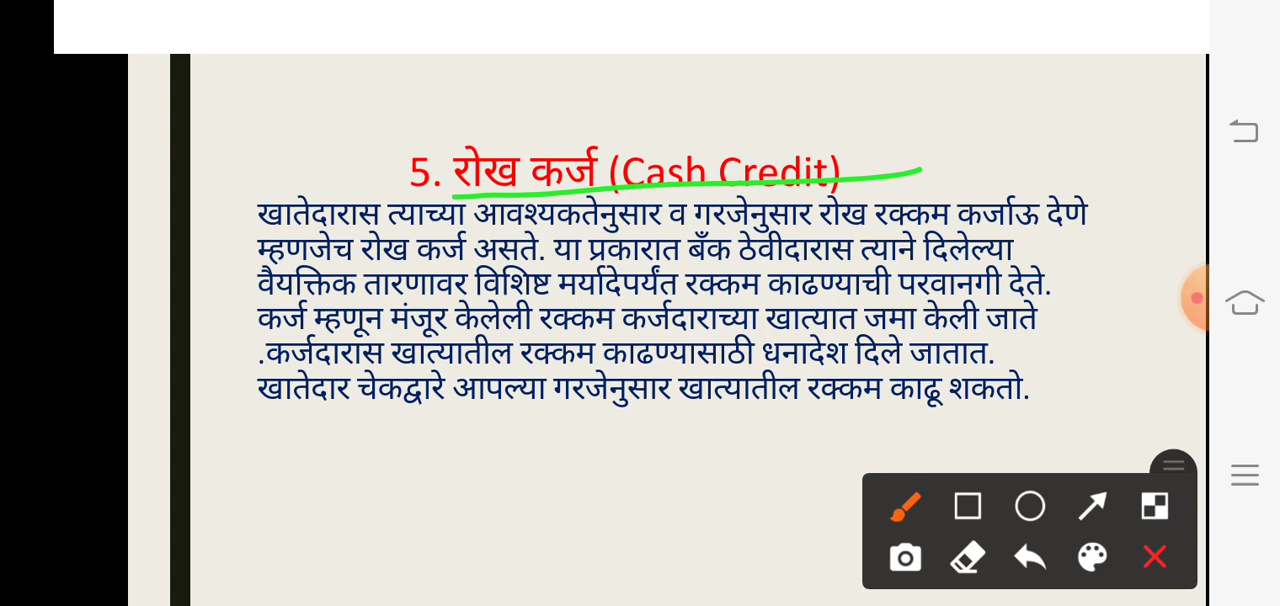 5. रोख कर्ज (Cash Credit)
खातेदारास त्याच्या आवश्यकतेनुसार व गरजेनुसार रोख रक्कम कर्जाऊ देणे
म्हणजेच रोख कर्ज असते. या प्रकारात बँक ठेवीदारास त्याने दिलेल्या
वैयक्तिक तारणावर विशिष्ट मर्यादेपर्यंत रक्कम काढण्याची परवानगी देते.
कर्ज म्हणून मंजूर केलेली रक्कम कर्जदाराच्या खात्यात जमा केली जाते
.कर्जदारास खात्यातील रक्कम काढण्यासाठी धनादेश दिले जातात.
खातेदार चेकद्वारे आपल्या गरजेनुसार खात्यातील रक्कम काढू शकतो.